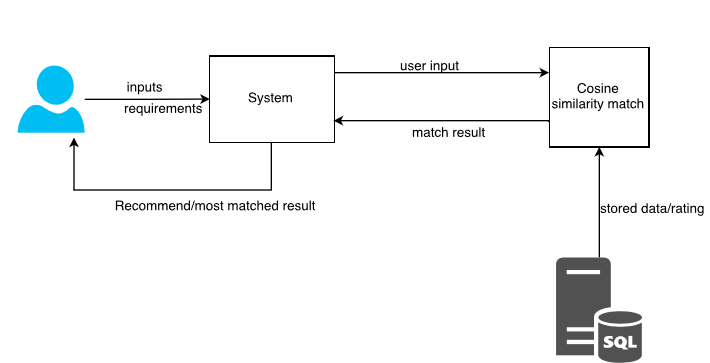 inputs
requirements
System
user input
match result
Cosine
similarity match
Recommend/most matched result
stored data/rating
SQL